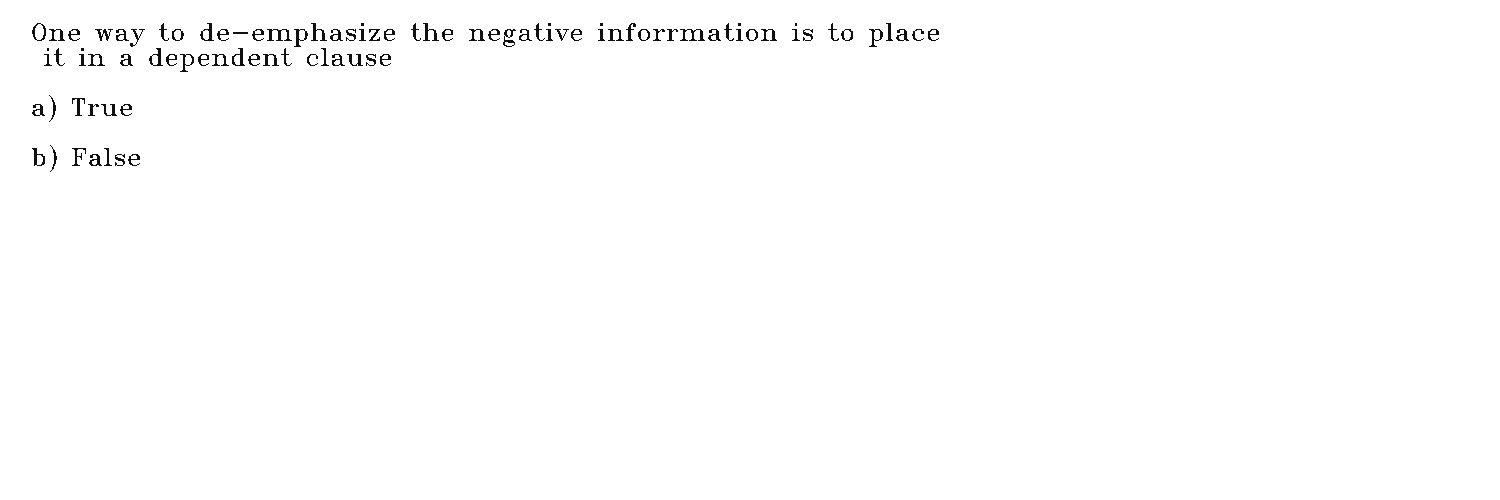 One way to de-emphasize the negative inforrmation is to place
it in a dependent clause
a) True
b) False